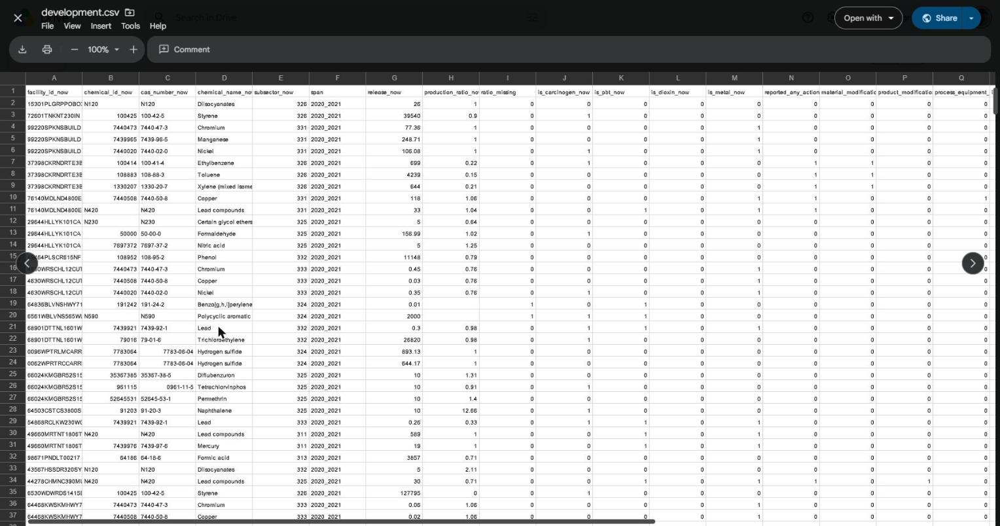 development.csv
Search in Drive
File View Insert Tools Help
Open with
Share
100%
Comment
A B C D E F G H I J K L M N O P Q
1 facility_id_now chemical_id_now cas_number_now chemical_name_no subsector_now span release_now production_ratio_no ratio_missing is_carcinogen_now is_pbt_now is_dioxin_now is_metal_now reported_any_action material_modificatic product_modificatio process_equipment_
2 15301PLGRPPOBO N120 N120 Diisocyanates 326 2020_2021 26 1 0 0 0 0 0 0 0 0 0
3 72601TNKNT230IN 100425 100-42-5 Styrene 326 2020_2021 39540 0.9 0 1 0 0 0 0 0 0 0
4 99220SPKNSBUILD 7440473 7440-47-3 Chromium 331 2020_2021 77.36 1 0 0 0 0 1 0 0 0 0
5 99220SPKNSBUILD 7439965 7439-96-5 Manganese 331 2020_2021 248.71 1 0 0 0 0 1 0 0 0 0
6 99220SPKNSBUILD 7440020 7440-02-0 Nickel 331 2020_2021 106.08 1 0 1 0 0 1 0 0 0 0
7 37398CKRNDRTE3E 100414 100-41-4 Ethylbenzene 326 2020_2021 699 0.22 0 1 0 0 0 1 1 0 0
8 37398CKRNDRTE3E 108883 108-88-3 Toluene 326 2020_2021 4239 0.15 0 0 0 0 0 1 1 0 0
9 37398CKRNDRTE3E 1330207 1330-20-7 Xylene (mixed isome 326 2020_2021 644 0.21 0 0 0 0 0 1 1 0 0
10 76140MDLND4800E 7440508 7440-50-8 Copper 331 2020_2021 118 1.06 0 0 0 0 1 1 0 0 1
11 76140MDLND4800E N420 N420 Lead compounds 331 2020_2021 33 1.04 0 0 1 0 1 1 0 0 0
12 29644HLLYK101CA N230 N230 Certain glycol ethers 325 2020_2021 5 0.64 0 0 0 0 0 0 0 0 0
13 29644HLLYK101CA 50000 50-00-0 Formaldehyde 325 2020_2021 156.99 1.02 0 1 0 0 0 0 0 0 0
14 29644HLLYK101CA 7697372 7697-37-2 Nitric acid 325 2020_2021 5 1.25 0 0 0 0 0 0 0 0 0
15 464PLSCR615NF 108952 108-95-2 Phenol 332 2020_2021 11148 0.79 0 0 0 0 0 0 0 0 0
16 30WRSCHL12CUT 7440473 7440-47-3 Chromium 333 2020_2021 0.45 0.76 0 0 0 0 1 0 0 0 0
17 4630WRSCHL12CUT 7440508 7440-50-8 Copper 333 2020_2021 0.03 0.76 0 0 0 0 1 0 0 0 0
18 4630WRSCHL12CUT 7440020 7440-02-0 Nickel 333 2020_2021 0.35 0.76 0 1 0 0 1 0 0 0 0
19 64836BLVNSHWY71 191242 191-24-2 Benzo[g,h,i]perylene 324 2020_2021 0.01 1 0 1 0 0 0 0 0 0
20 6561WBLVNS565WL N590 N590 Polycyclic aromatic 324 2020_2021 2000 1 1 1 0 0 0 0 0 0
21 68901DTTNL1601W 7439921 7439-92-1 Lead 332 2020_2021 0.3 0.98 0 1 1 0 1 0 0 0 0
22 68901DTTNL1601W 79016 79-01-6 Trichloroethylene 332 2020_2021 26820 0.98 0 1 0 0 0 0 0 0 0
23 0096WPTRLMCARR 7783064 7783-06-04 Hydrogen sulfide 324 2020_2021 893.13 1 0 0 0 0 0 0 0 0 0
24 0062WPRTRCCARR 7783064 7783-06-04 Hydrogen sulfide 324 2020_2021 644.17 1 0 0 0 0 0 0 0 0 0
25 66024KMGBR52S15 35367385 35367-38-5 Diflubenzuron 325 2020_2021 10 1.31 0 0 0 0 0 0 0 0 0
26 66024KMGBR52S15 961115 0961-11-5 Tetrachlorvinphos 325 2020_2021 10 0.91 0 1 0 0 0 0 0 0 0
27 66024KMGBR52S15 52645531 52645-53-1 Permethrin 325 2020_2021 10 1.4 0 0 0 0 0 0 0 0 0
28 64503CSTCS3800S 91203 91-20-3 Naphthalene 325 2020_2021 10 12.66 0 1 0 0 0 0 0 0 0
29 54868RCLKW230WC 7439921 7439-92-1 Lead 333 2020_2021 0.26 0.33 0 1 1 0 1 0 0 0 0
30 49660MRTNT1806T N420 N420 Lead compounds 311 2020_2021 589 1 0 0 1 0 1 0 0 0 0
31 49660MRTNT1806T 7439976 7439-97-6 Mercury 311 2020_2021 19 1 0 0 1 0 1 0 0 0 0
32 98671PNDLT00217 64186 64-18-6 Formic acid 313 2020_2021 3857 0.71 0 0 0 0 0 0 0 0 0
33 43567HSSDR320SY N120 N120 Diisocyanates 332 2020_2021 5 2.11 0 0 0 0 0 0 0 0 0
34 44278CHMNC390ML N420 N420 Lead compounds 325 2020_2021 30 0.71 0 0 1 0 1 1 0 1 0
35 6530WDWRDS1415E 100425 100-42-5 Styrene 326 2020_2021 127795 0 0 1 0 0 0 0 0 0 0
36 64468KWSKMHWY7 7440473 7440-47-3 Chromium 333 2020_2021 0.06 1.06 0 0 0 0 1 0 0 0 0
37 64468KWSKMHWY7 7440508 7440-50-8 Copper 333 2020_2021 0.02 1.06 0 0 0 0 1 0 0 0 0